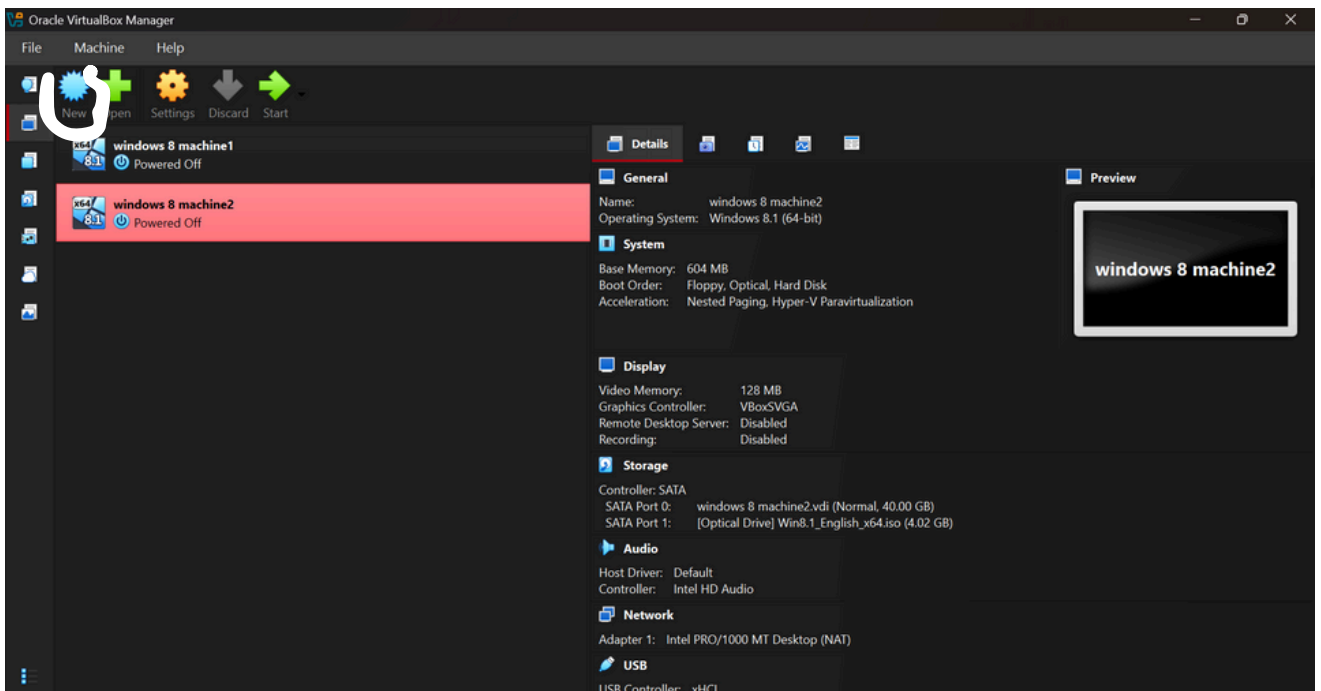 Oracle VirtualBox Manager
File Machine Help
New pen Settings Discard Start
x64 8.1 windows 8 machine1
Powered Off
x64 8.1 windows 8 machine2
Powered Off
Details
General
Name: windows 8 machine2
Operating System: Windows 8.1 (64-bit)
System
Base Memory: 604 MB
Boot Order: Floppy, Optical, Hard Disk
Acceleration: Nested Paging, Hyper-V Paravirtualization
Preview
windows 8 machine2
Display
Video Memory: 128 MB
Graphics Controller: VBoxSVGA
Remote Desktop Server: Disabled
Recording: Disabled
Storage
Controller: SATA
SATA Port 0: windows 8 machine2.vdi (Normal, 40.00 GB)
SATA Port 1: [Optical Drive] Win8.1_English_x64.iso (4.02 GB)
Audio
Host Driver: Default
Controller: Intel HD Audio
Network
Adapter 1: Intel PRO/1000 MT Desktop (NAT)
USB
USB Controller: xHCI